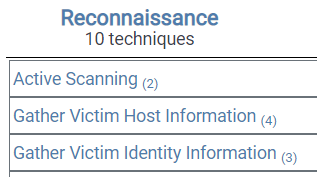 Reconnaissance
10 techniques
Active Scanning (2)
Gather Victim Host Information (4)
Gather Victim Identity Information (3)